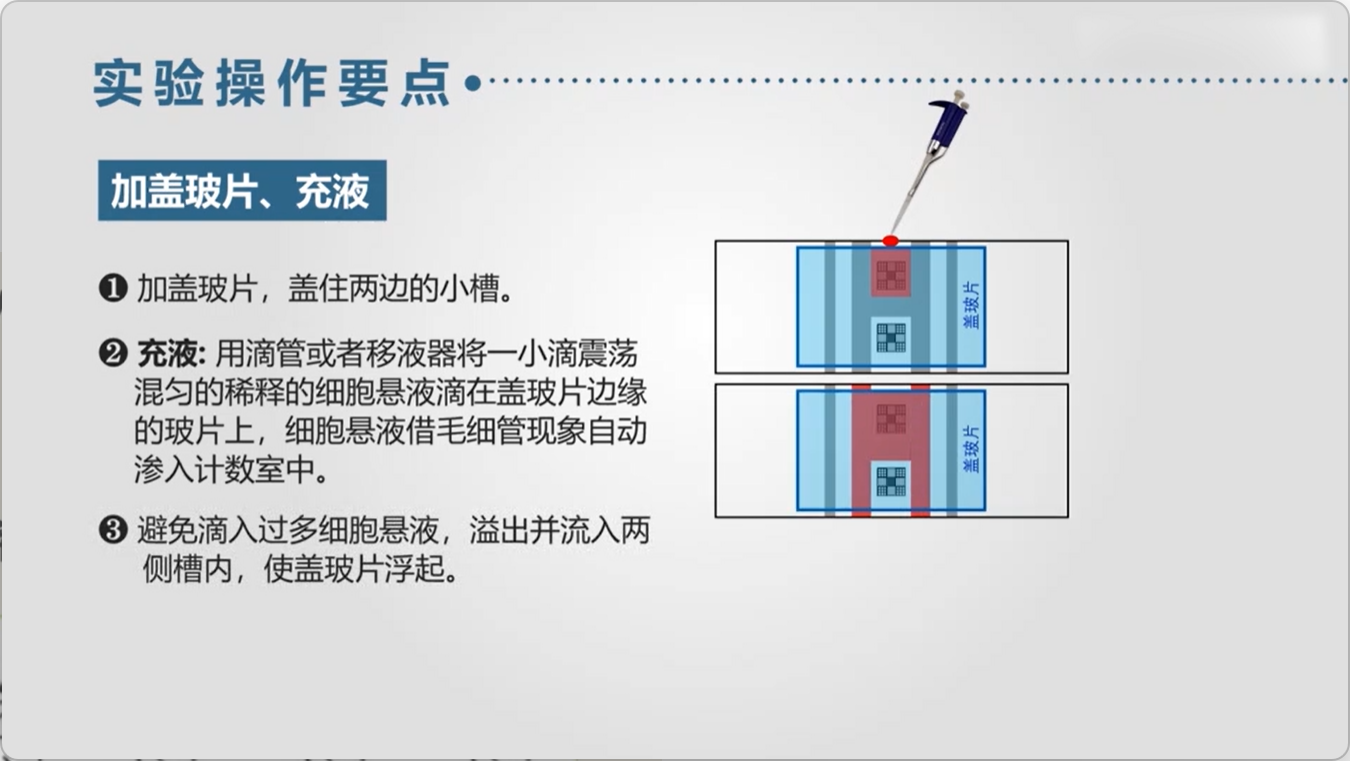 实验操作要点
加盖玻片、充液
❶ 加盖玻片，盖住两边的小槽。
❷ 充液: 用滴管或者移液器将一小滴震荡
混匀的稀释的细胞悬液滴在盖玻片边缘
的玻片上，细胞悬液借毛细管现象自动
渗入计数室中。
❸ 避免滴入过多细胞悬液，溢出并流入两
侧槽内，使盖玻片浮起。
盖玻片
盖玻片